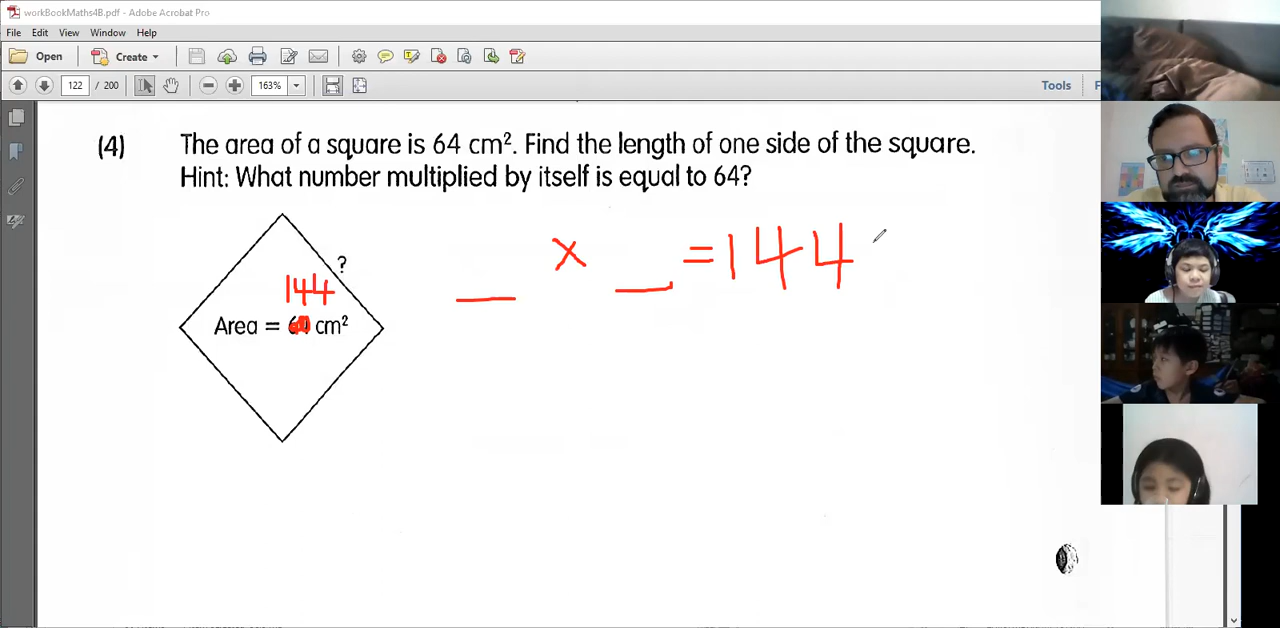 workBookMaths4B.pdf - Adobe Acrobat Pro
File Edit View Window Help
Open Create
122 / 200 163% Tools
(4) The area of a square is 64 cm². Find the length of one side of the square.
Hint: What number multiplied by itself is equal to 64?
?
144
Area = cm²
__ x __ = 144